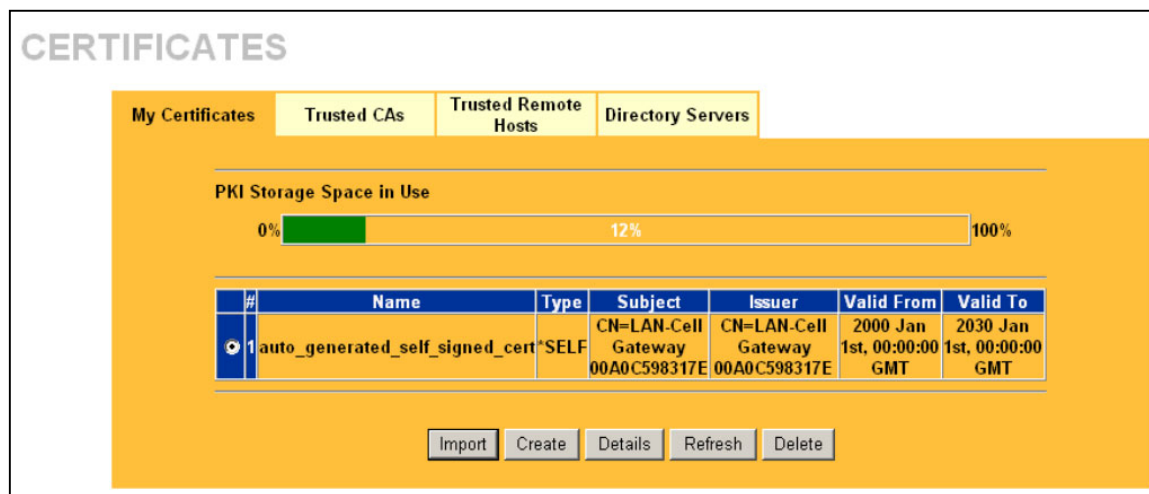 CERTIFICATES
My Certificates
Trusted CAs
Trusted Remote
Hosts
Directory Servers
PKI Storage Space in Use
0%
12%
100%
# Name Type Subject Issuer Valid From Valid To
1 auto_generated_self_signed_cert *SELF CN=LAN-Cell Gateway 00A0C598317E CN=LAN-Cell Gateway 00A0C598317E 2000 Jan 1st, 00:00:00 GMT 2030 Jan 1st, 00:00:00 GMT
Import Create Details Refresh Delete